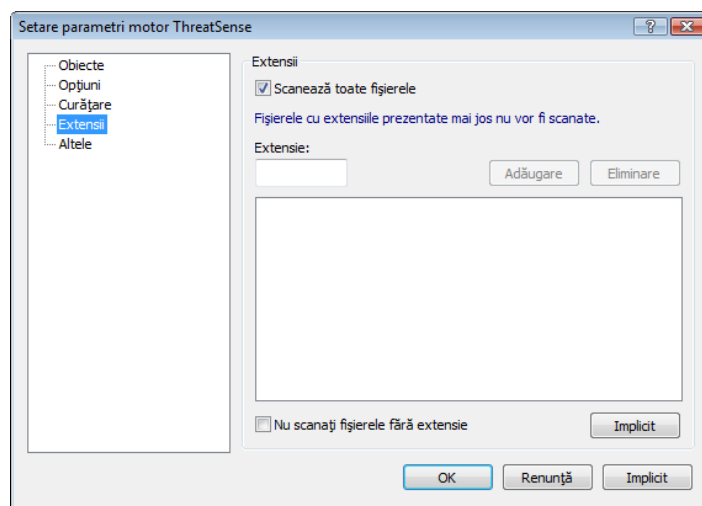 Setare parametri motor ThreatSense
Obiecte
Opţiuni
Curăţare
Extensii
Altele
Extensii
Scanează toate fişierele
Fişierele cu extensiile prezentate mai jos nu vor fi scanate.
Extensie:
Adăugare
Eliminare
Nu scanaţi fişierele fără extensie
Implicit
OK
Renunţă
Implicit